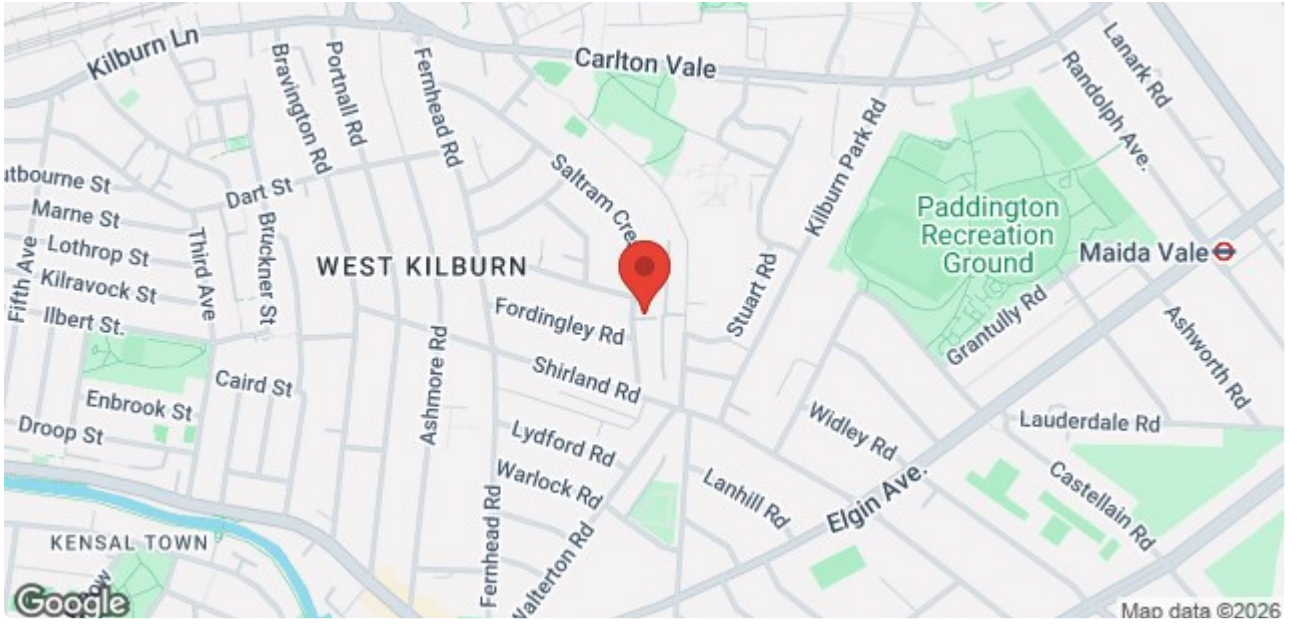 Kilburn Ln
Bravington Rd
Portnall Rd
Fernhead Rd
Carlton Vale
Lanark Rd
Randolph Ave.
Kilburn Park Rd
Saltram Cre
Dart St
Marne St
Lothrop St
Kilravock St
Ilbert St.
Fifth Ave
Third Ave
Bruckner St
WEST KILBURN
Paddington
Recreation
Ground
Maida Vale
Stuart Rd
Grantully Rd
Ashworth Rd
Fordingley Rd
Shirland Rd
Ashmore Rd
Caird St
Enbrook St
Droop St
Lydford Rd
Warlock Rd
Widley Rd
Lauderdale Rd
Castellain Rd
Lanhill Rd
Elgin Ave.
Fernhead Rd
Walterton Rd
KENSAL TOWN
Google
Map data ©2026